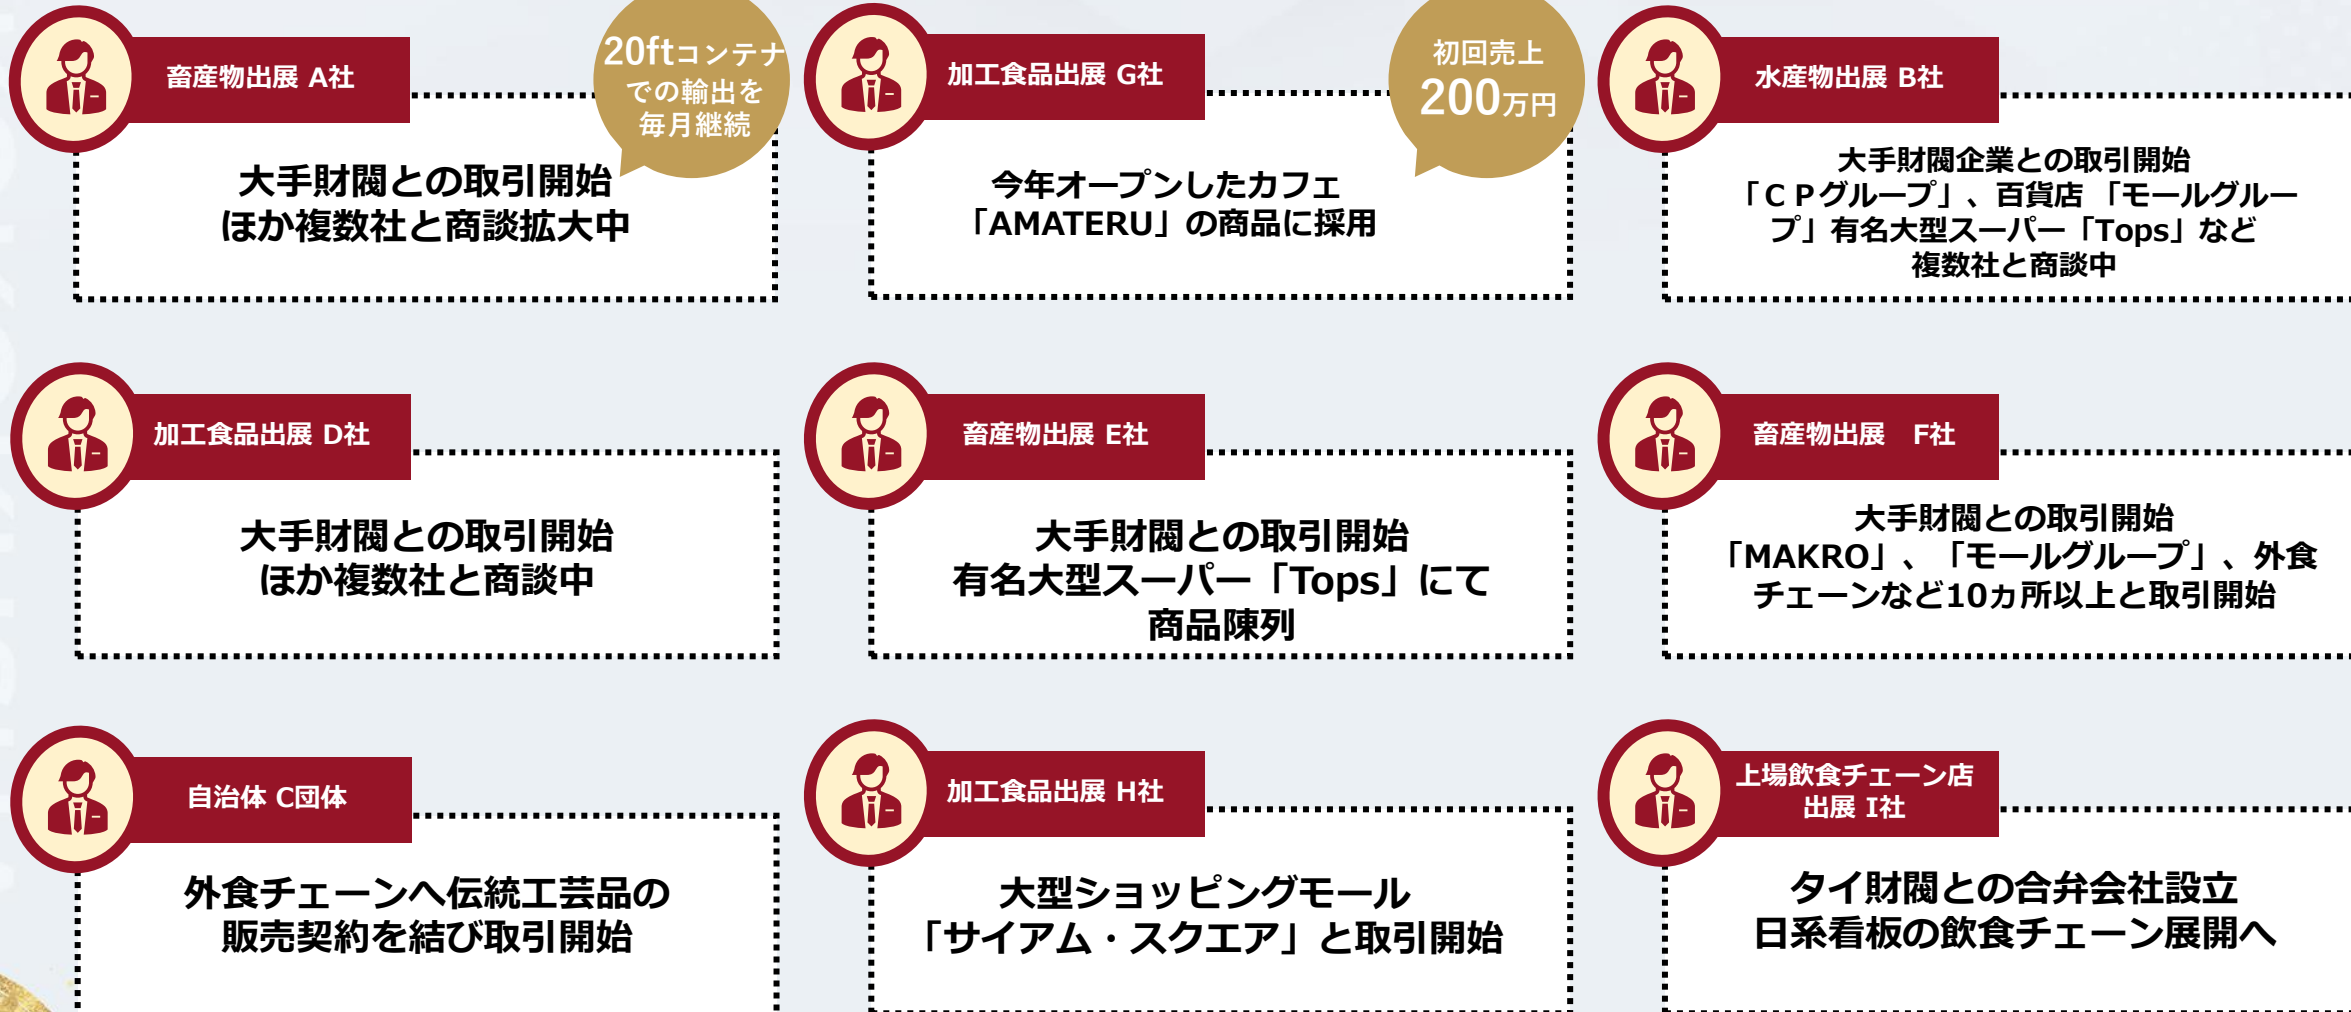 畜産物出展 A社
20ftコンテナ
での輸出を
毎月継続
大手財閥との取引開始
ほか複数社と商談拡大中
加工食品出展 G社
初回売上
200万円
今年オープンしたカフェ
「AMATERU」の商品に採用
水産物出展 B社
大手財閥企業との取引開始
「ＣＰグループ」、百貨店 「モールグルー
プ」有名大型スーパー「Tops」など
複数社と商談中
加工食品出展 D社
大手財閥との取引開始
ほか複数社と商談中
畜産物出展 E社
大手財閥との取引開始
有名大型スーパー「Tops」にて
商品陳列
畜産物出展　F社
大手財閥との取引開始
「MAKRO」、「モールグループ」、外食
チェーンなど10ヵ所以上と取引開始
自治体 C団体
外食チェーンへ伝統工芸品の
販売契約を結び取引開始
加工食品出展 H社
大型ショッピングモール
「サイアム・スクエア」と取引開始
上場飲食チェーン店
出展 I社
タイ財閥との合弁会社設立
日系看板の飲食チェーン展開へ